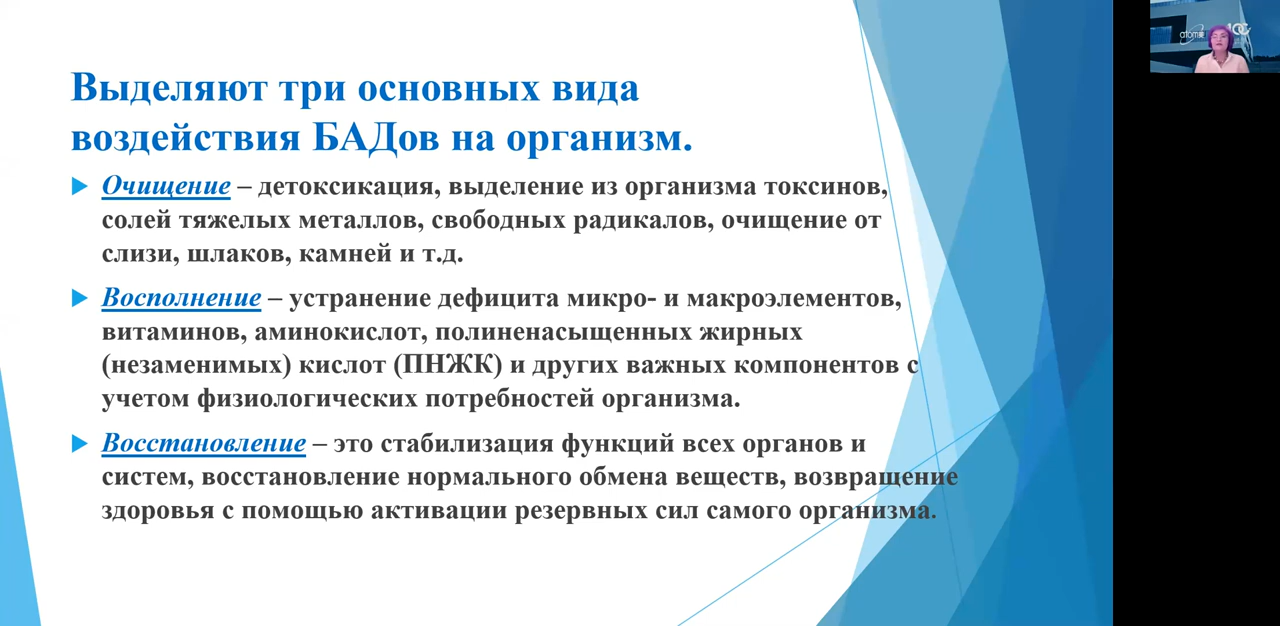 Выделяют три основных вида
воздействия БАДов на организм.
Очищение – детоксикация, выделение из организма токсинов,
солей тяжелых металлов, свободных радикалов, очищение от
слизи, шлаков, камней и т.д.
Восполнение – устранение дефицита микро- и макроэлементов,
витаминов, аминокислот, полиненасыщенных жирных
(незаменимых) кислот (ПНЖК) и других важных компонентов с
учетом физиологических потребностей организма.
Восстановление – это стабилизация функций всех органов и
систем, восстановление нормального обмена веществ, возвращение
здоровья с помощью активации резервных сил самого организма.